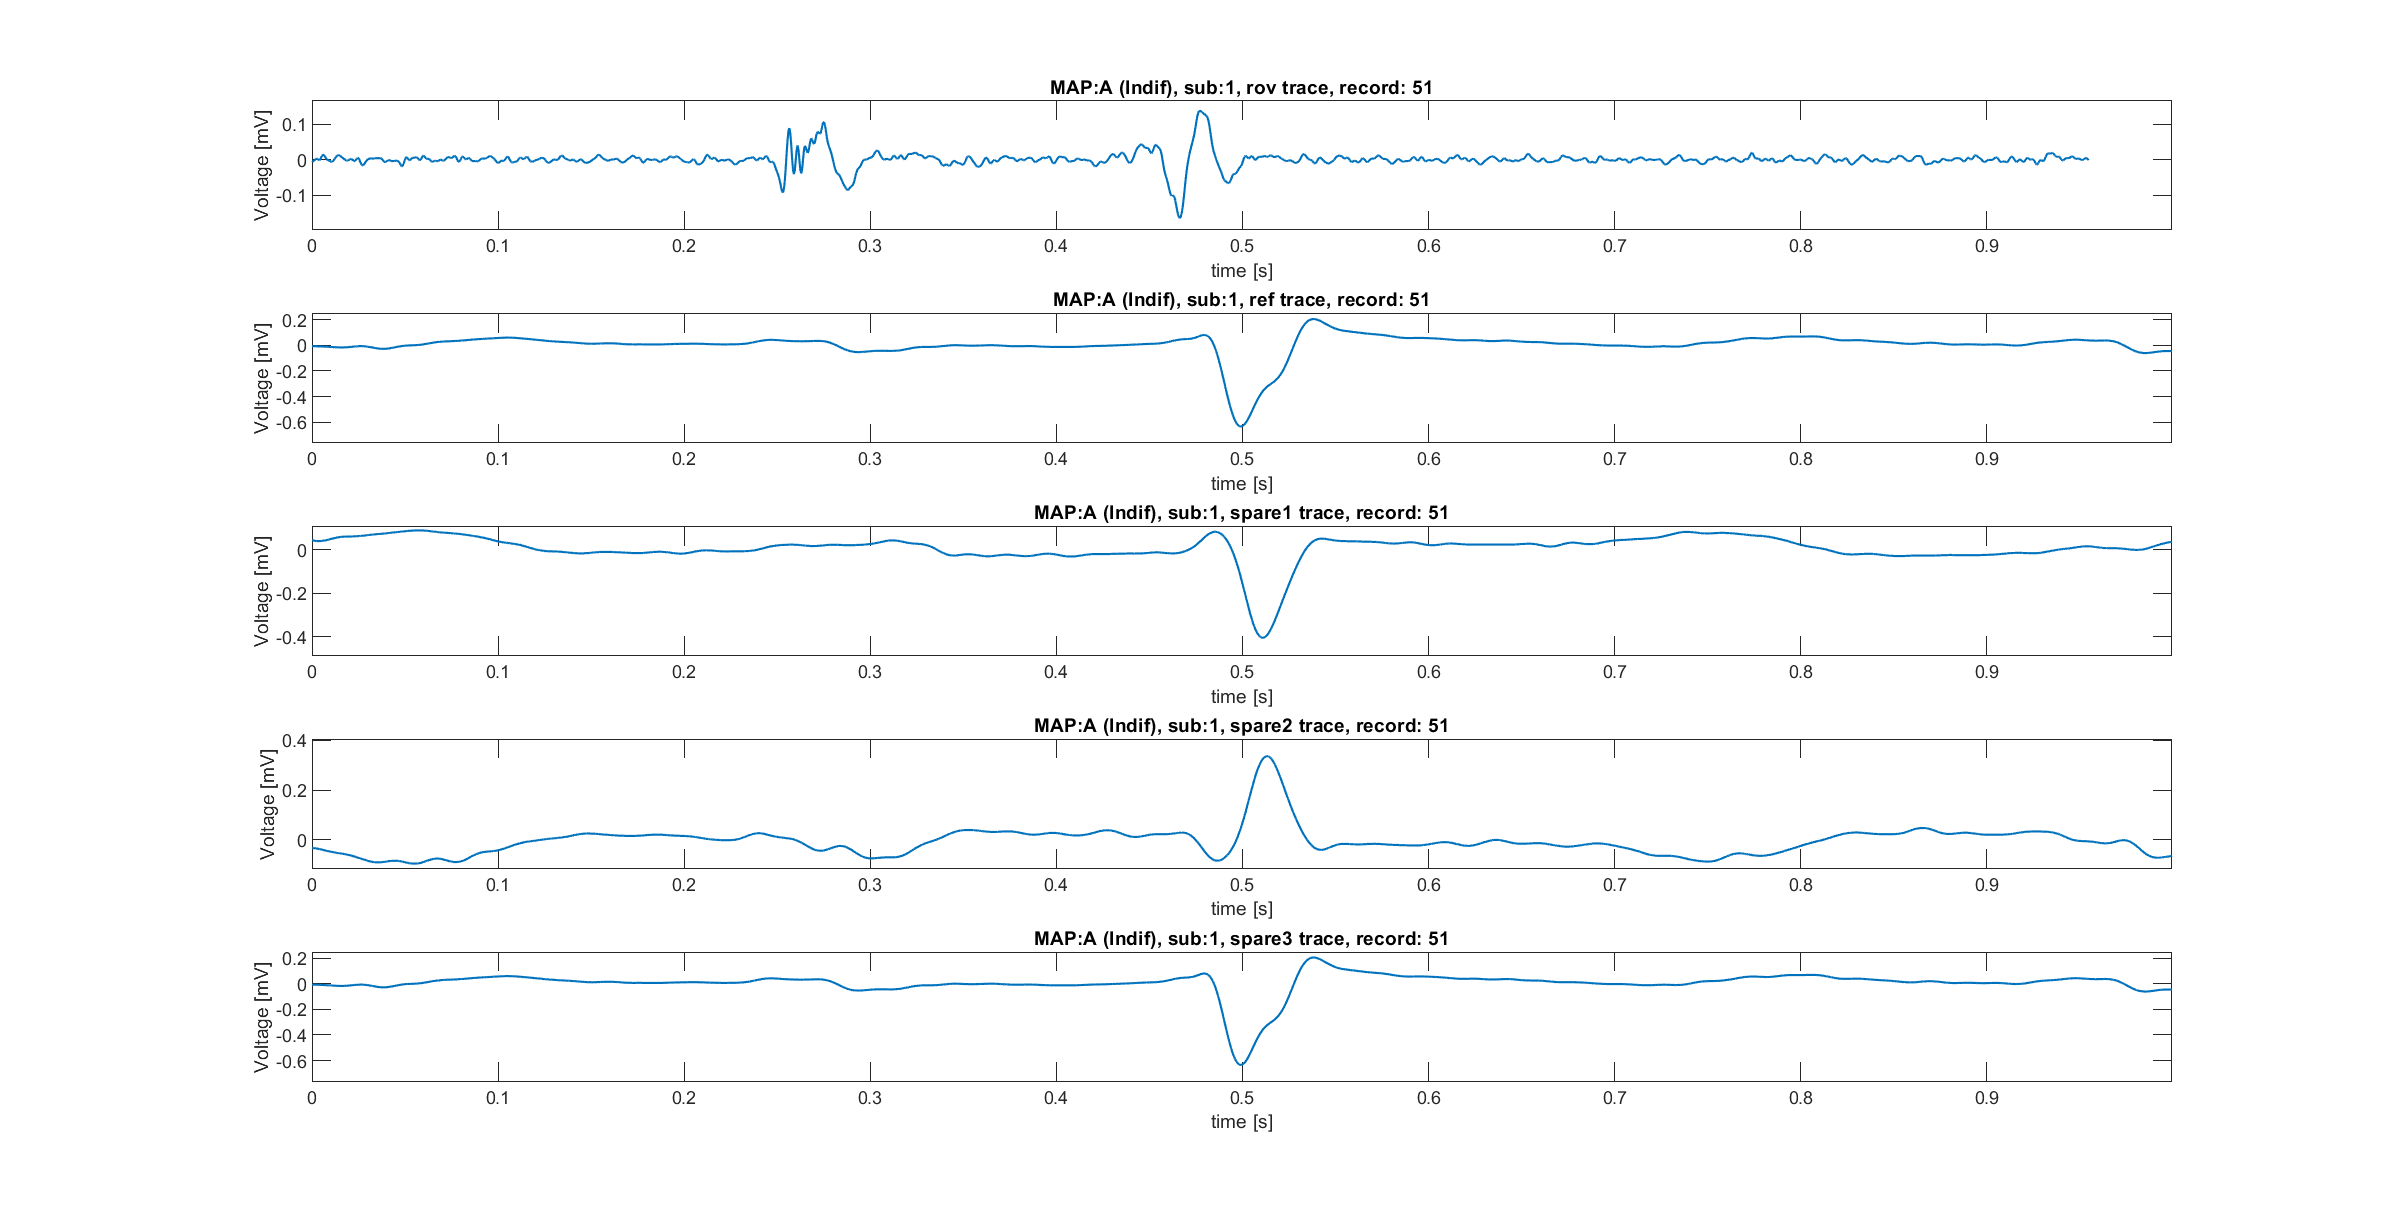 MAP:A (Indif), sub:1, rov trace, record: 51
Voltage [mV]
0.1
0
-0.1
0 0.1 0.2 0.3 0.4 0.5 0.6 0.7 0.8 0.9
time [s]
MAP:A (Indif), sub:1, ref trace, record: 51
Voltage [mV]
0.2
0
-0.2
-0.4
-0.6
0 0.1 0.2 0.3 0.4 0.5 0.6 0.7 0.8 0.9
time [s]
MAP:A (Indif), sub:1, spare1 trace, record: 51
Voltage [mV]
0
-0.2
-0.4
0 0.1 0.2 0.3 0.4 0.5 0.6 0.7 0.8 0.9
time [s]
MAP:A (Indif), sub:1, spare2 trace, record: 51
Voltage [mV]
0.4
0.2
0
0 0.1 0.2 0.3 0.4 0.5 0.6 0.7 0.8 0.9
time [s]
MAP:A (Indif), sub:1, spare3 trace, record: 51
Voltage [mV]
0.2
0
-0.2
-0.4
-0.6
0 0.1 0.2 0.3 0.4 0.5 0.6 0.7 0.8 0.9
time [s]